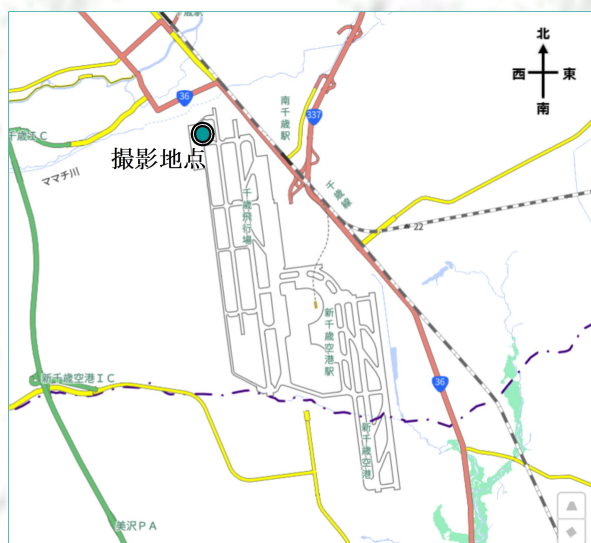 歳駅
北
西 東
南
36
337
南千歳駅
千歳IC
撮影地点
ママチ川
千歳線
千歳飛行場
22
新千歳空港駅
新千歳空港IC
36
新千歳空港
美沢PA